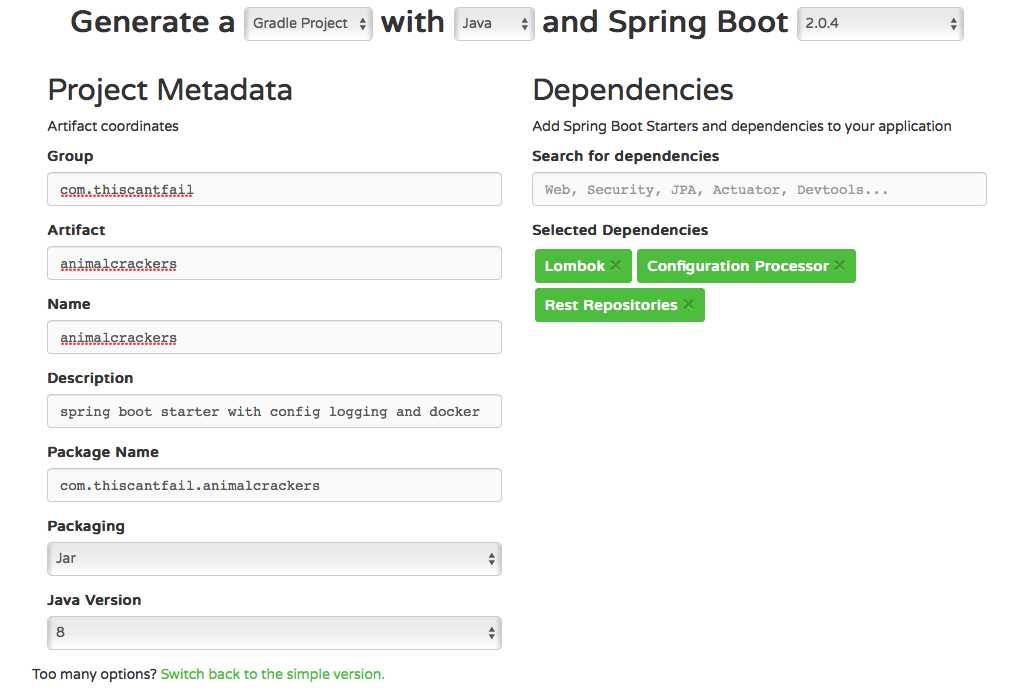 Generate a Gradle Project with Java and Spring Boot 2.0.4
Project Metadata
Artifact coordinates
Group
com.thiscantfail
Artifact
animalcrackers
Name
animalcrackers
Description
spring boot starter with config logging and docker
Package Name
com.thiscantfail.animalcrackers
Packaging
Jar
Java Version
8
Too many options? Switch back to the simple version.
Dependencies
Add Spring Boot Starters and dependencies to your application
Search for dependencies
Web, Security, JPA, Actuator, Devtools...
Selected Dependencies
Lombok × Configuration Processor ×
Rest Repositories ×